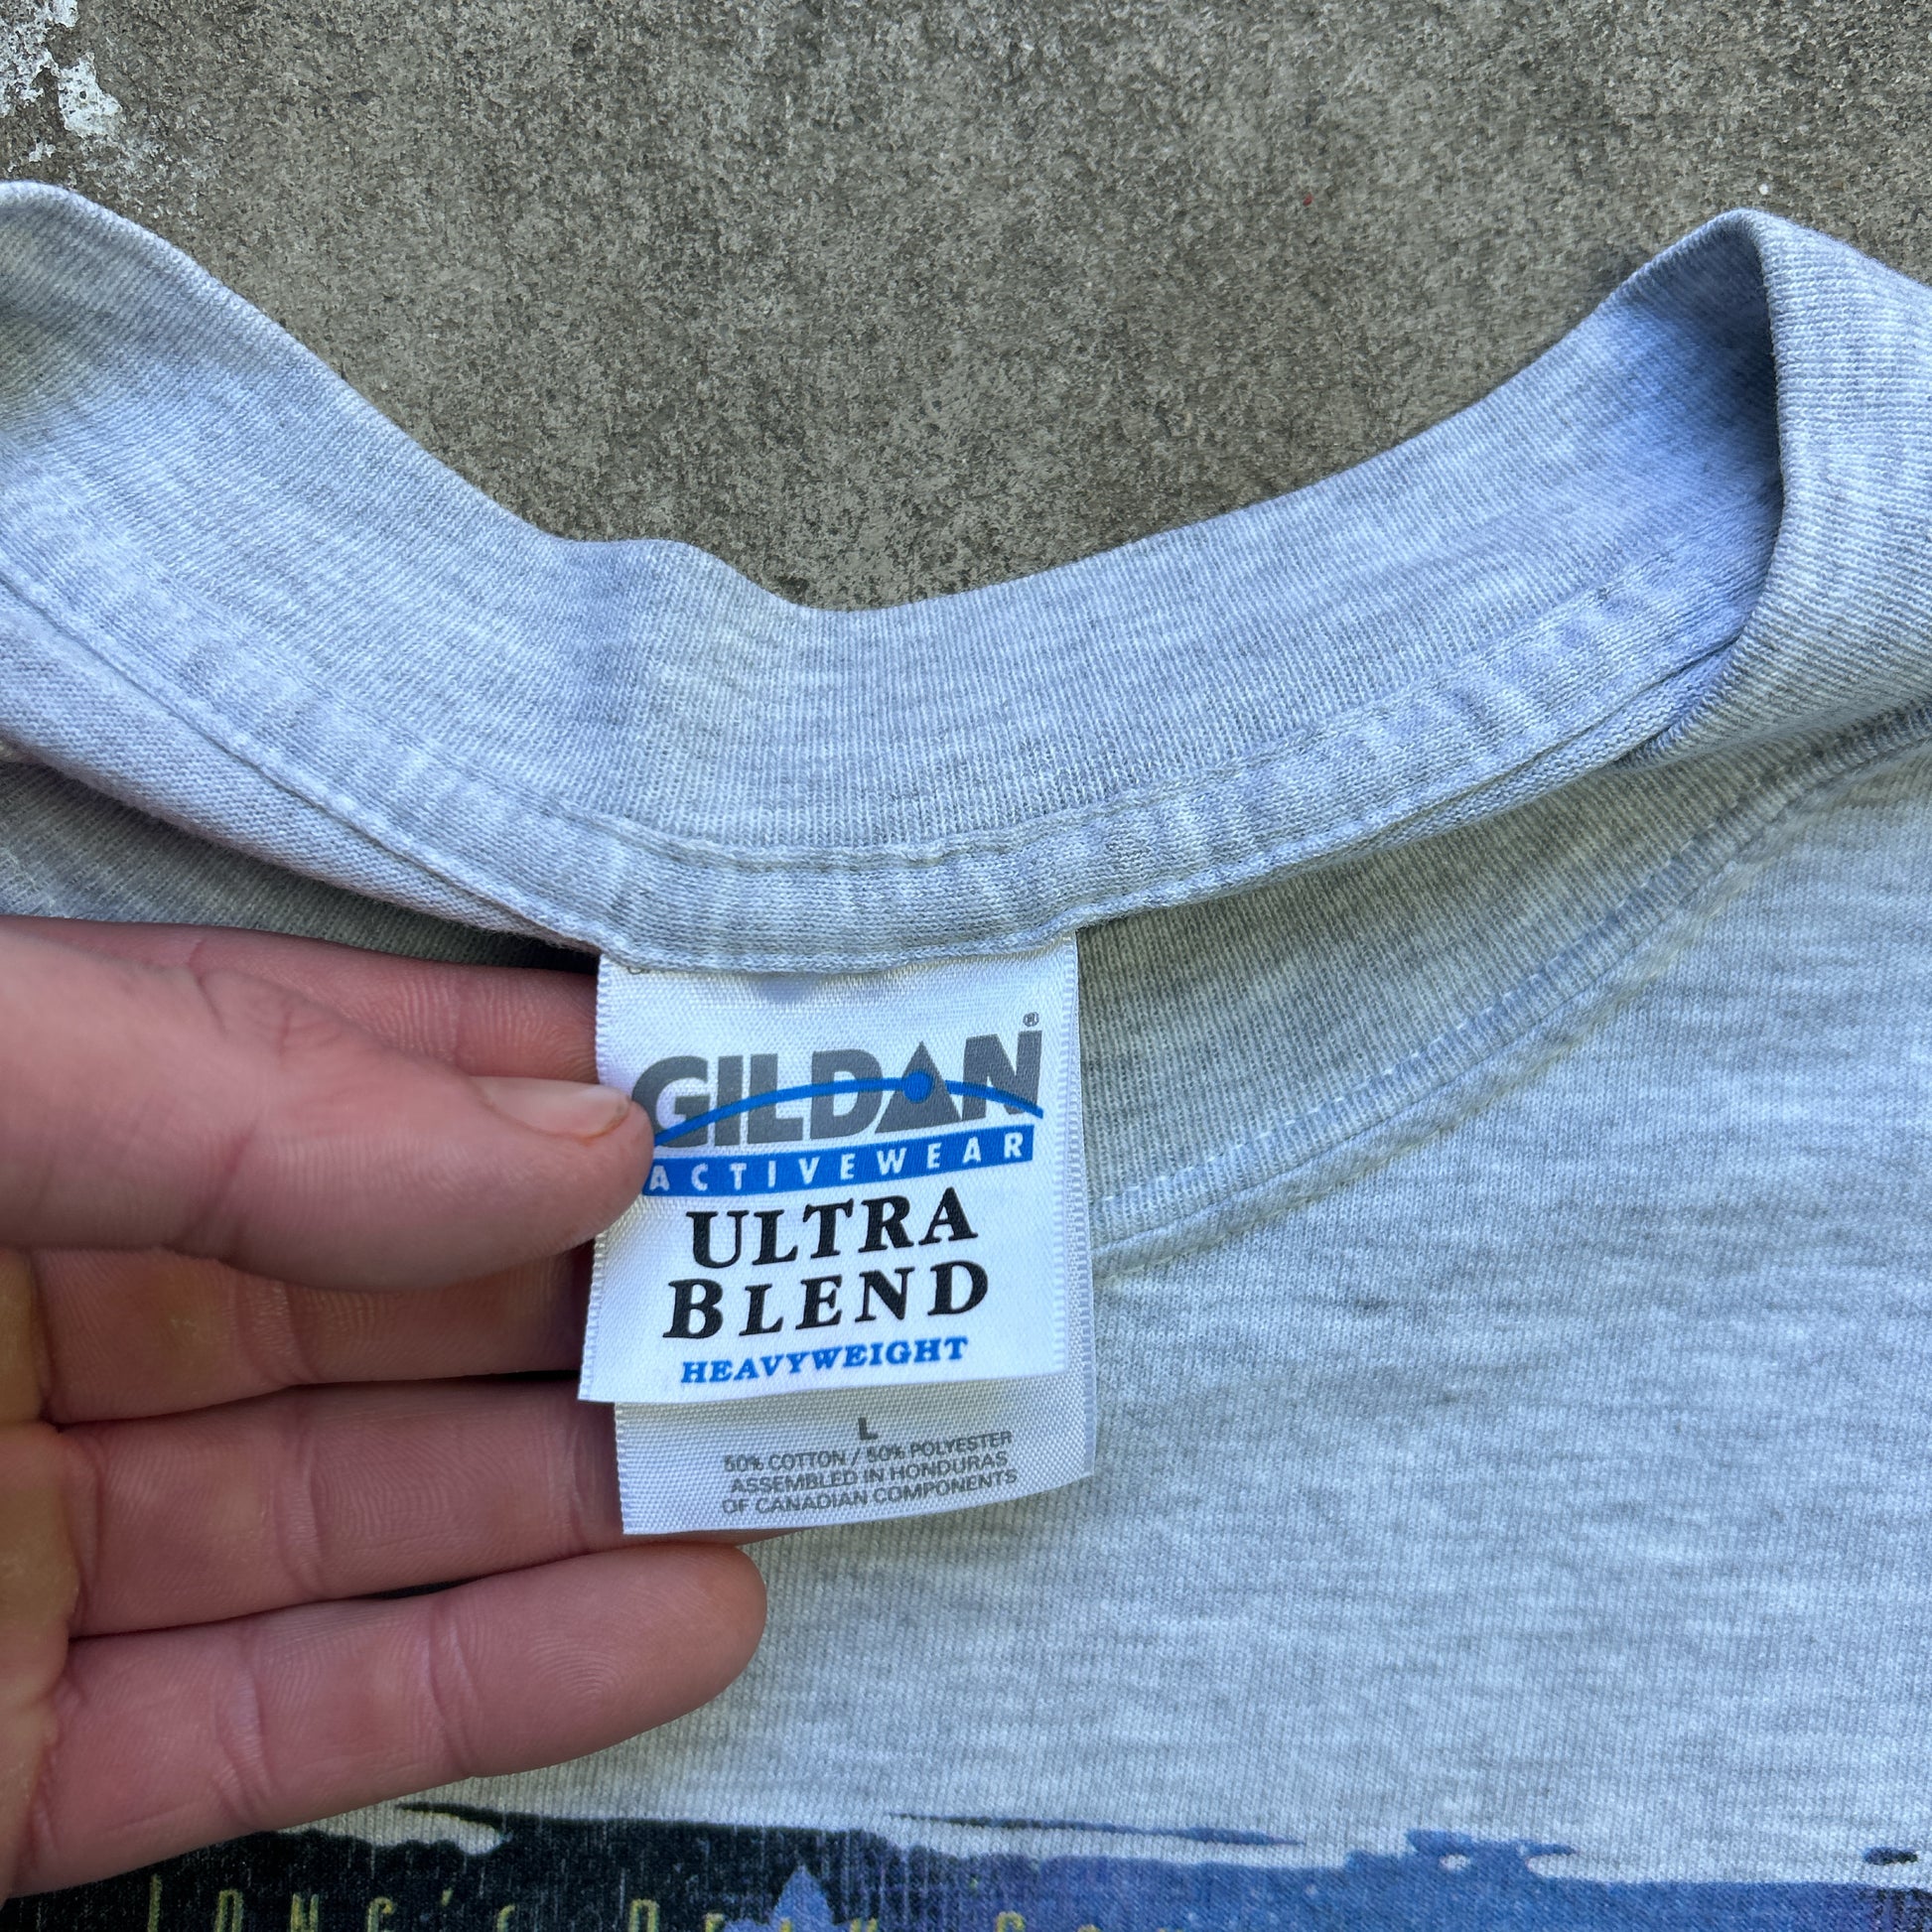 GILDAN®
ACTIVEWEAR
ULTRA
BLEND
HEAVYWEIGHT
L
50% COTTON / 50% POLYESTER
ASSEMBLED IN HONDURAS
OF CANADIAN COMPONENTS